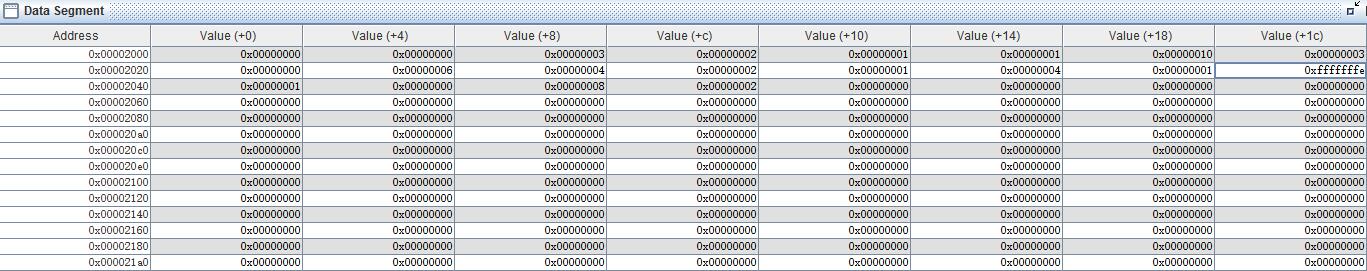 Data Segment
Address Value (+0) Value (+4) Value (+8) Value (+c) Value (+10) Value (+14) Value (+18) Value (+1c)
0x00002000 0x00000000 0x00000000 0x00000003 0x00000002 0x00000001 0x00000001 0x00000010 0x00000003
0x00002020 0x00000000 0x00000006 0x00000004 0x00000002 0x00000001 0x00000004 0x00000001 0xfffffffe
0x00002040 0x00000001 0x00000000 0x00000008 0x00000002 0x00000000 0x00000000 0x00000000 0x00000000
0x00002060 0x00000000 0x00000000 0x00000000 0x00000000 0x00000000 0x00000000 0x00000000 0x00000000
0x00002080 0x00000000 0x00000000 0x00000000 0x00000000 0x00000000 0x00000000 0x00000000 0x00000000
0x000020a0 0x00000000 0x00000000 0x00000000 0x00000000 0x00000000 0x00000000 0x00000000 0x00000000
0x000020c0 0x00000000 0x00000000 0x00000000 0x00000000 0x00000000 0x00000000 0x00000000 0x00000000
0x000020e0 0x00000000 0x00000000 0x00000000 0x00000000 0x00000000 0x00000000 0x00000000 0x00000000
0x00002100 0x00000000 0x00000000 0x00000000 0x00000000 0x00000000 0x00000000 0x00000000 0x00000000
0x00002120 0x00000000 0x00000000 0x00000000 0x00000000 0x00000000 0x00000000 0x00000000 0x00000000
0x00002140 0x00000000 0x00000000 0x00000000 0x00000000 0x00000000 0x00000000 0x00000000 0x00000000
0x00002160 0x00000000 0x00000000 0x00000000 0x00000000 0x00000000 0x00000000 0x00000000 0x00000000
0x00002180 0x00000000 0x00000000 0x00000000 0x00000000 0x00000000 0x00000000 0x00000000 0x00000000
0x000021a0 0x00000000 0x00000000 0x00000000 0x00000000 0x00000000 0x00000000 0x00000000 0x00000000